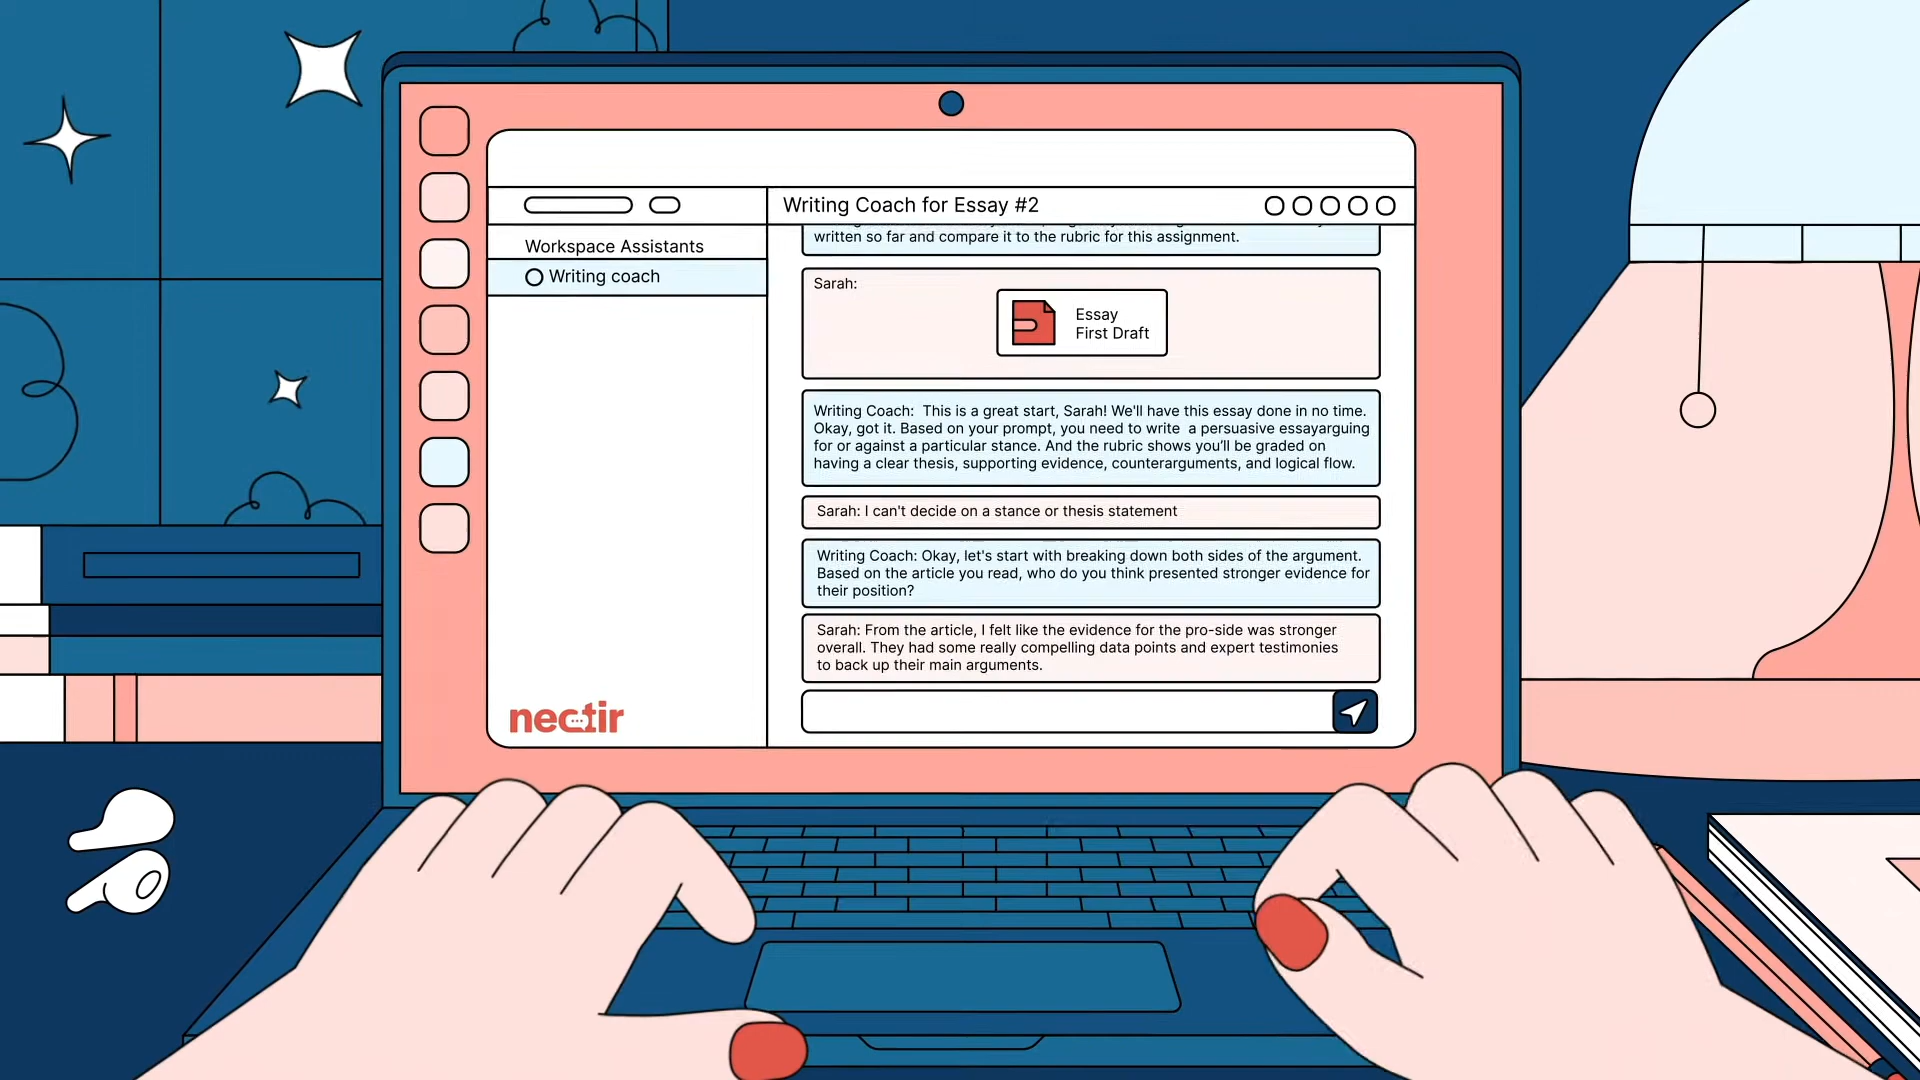 Writing Coach for Essay #2
Workspace Assistants
Writing coach
written so far and compare it to the rubric for this assignment.
Sarah:
Essay
First Draft
Writing Coach:  This is a great start, Sarah! We'll have this essay done in no time.
Okay, got it. Based on your prompt, you need to write  a persuasive essayarguing
for or against a particular stance. And the rubric shows you'll be graded on
having a clear thesis, supporting evidence, counterarguments, and logical flow.
Sarah: I can't decide on a stance or thesis statement
Writing Coach: Okay, let's start with breaking down both sides of the argument.
Based on the article you read, who do you think presented stronger evidence for
their position?
Sarah: From the article, I felt like the evidence for the pro-side was stronger
overall. They had some really compelling data points and expert testimonies
to back up their main arguments.
nectir